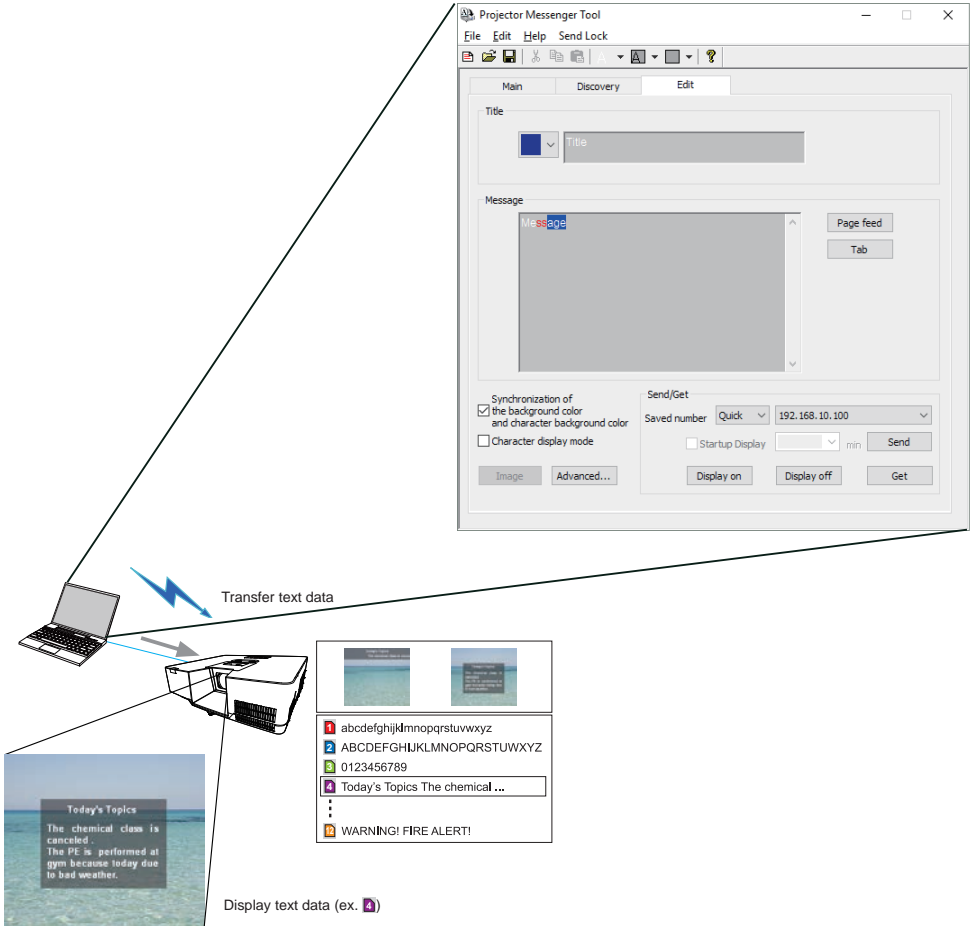 Projector Messenger Tool
File Edit Help Send Lock
A A
Main Discovery Edit
Title
Title
Message
Message
Page feed
Tab
Synchronization of
the background color
and character background color
Character display mode
Image Advanced...
Send/Get
Saved number Quick 192.168.10.100
Startup Display min Send
Display on Display off Get
Transfer text data
1 abcdefghijklmnopqrstuvwxyz
2 ABCDEFGHIJKLMNOPQRSTUWXYZ
3 0123456789
4 Today's Topics The chemical ...
12 WARNING! FIRE ALERT!
Today's Topics
The chemical class is
canceled .
The PE is performed at
gym because today due
to bad weather.
Display text data (ex. 4)